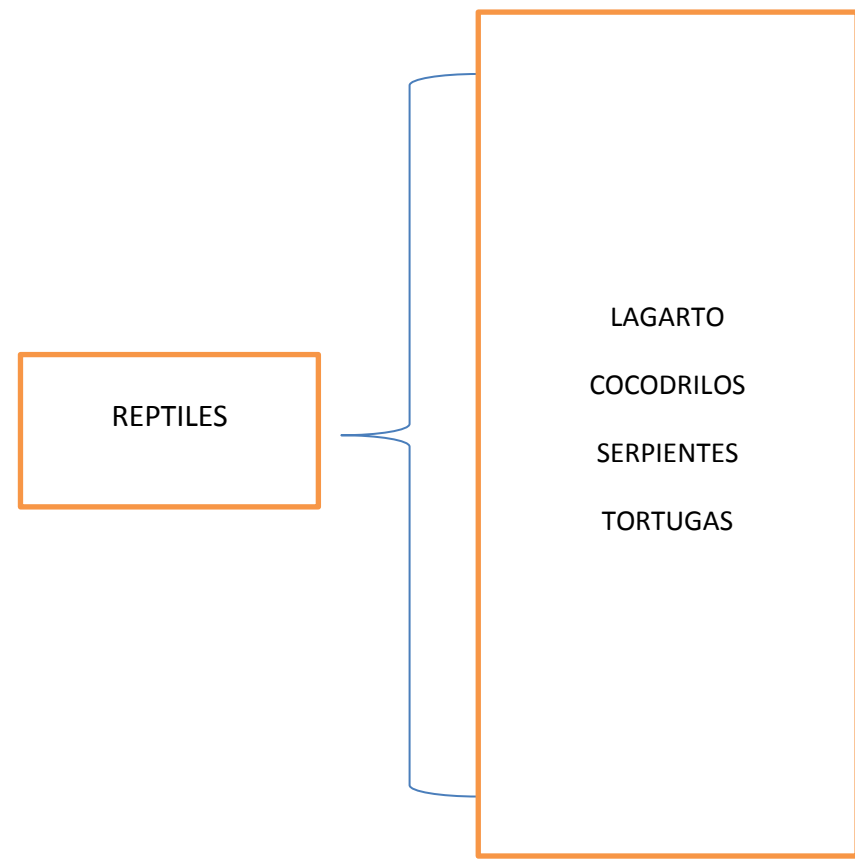 REPTILES
LAGARTO
COCODRILOS
SERPIENTES
TORTUGAS